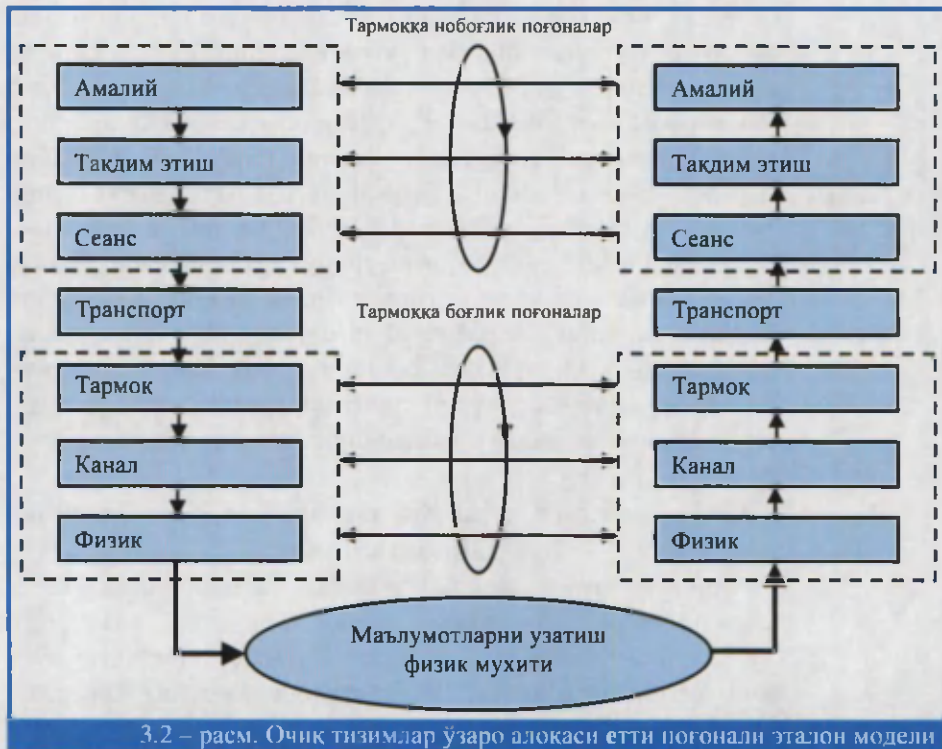 Тармоққа нобоғлик поғоналар
Амалий
Амалий
Тақдим этиш
Тақдим этиш
Сеанс
Сеанс
Транспорт
Тармоққа боғлик поғоналар
Транспорт
Тармоқ
Тармоқ
Канал
Канал
Физик
Физик
Маълумотларни узатиш
физик мухити
3.2 – расм. Очиқ тизимлар ўзаро алоқаси етти поғонали эталон модели